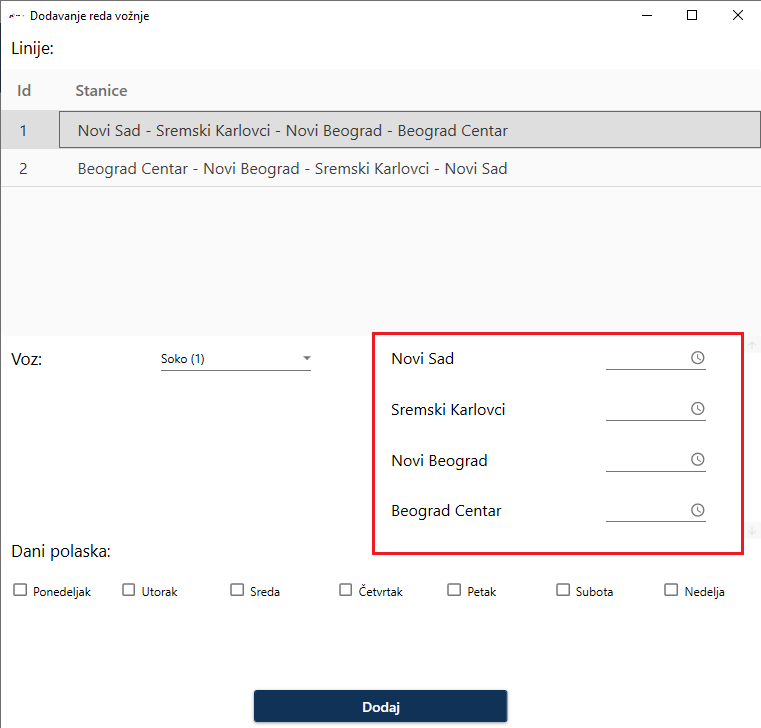 Dodavanje reda vožnje
Linije:
Id Stanice
1 Novi Sad - Sremski Karlovci - Novi Beograd - Beograd Centar
2 Beograd Centar - Novi Beograd - Sremski Karlovci - Novi Sad
Voz: Soko (1) Novi Sad
Sremski Karlovci
Novi Beograd
Beograd Centar
Dani polaska:
Ponedeljak Utorak Sreda Četvrtak Petak Subota Nedelja
Dodaj